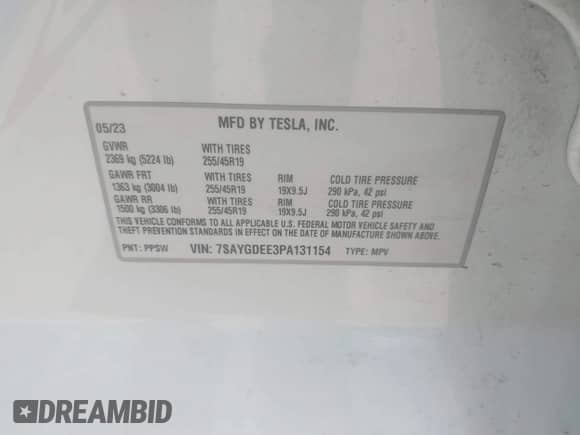 05/23 MFD BY TESLA, INC.
GVWR WITH TIRES
2369 kg (5224 lb) 255/45R19
GAWR FRT WITH TIRES RIM COLD TIRE PRESSURE
1363 kg (3004 lb) 255/45R19 19X9.5J 290 kPa, 42 psi
GAWR RR WITH TIRES RIM COLD TIRE PRESSURE
1500 kg (3306 lb) 255/45R19 19X9.5J 290 kPa, 42 psi
THIS VEHICLE CONFORMS TO ALL APPLICABLE U.S. FEDERAL MOTOR VEHICLE SAFETY AND
THEFT PREVENTION STANDARDS IN EFFECT ON THE DATE OF MANUFACTURE SHOWN ABOVE.
PNT: PPSW VIN: 7SAYGDEE3PA131154 TYPE: MPV
DREAMBID